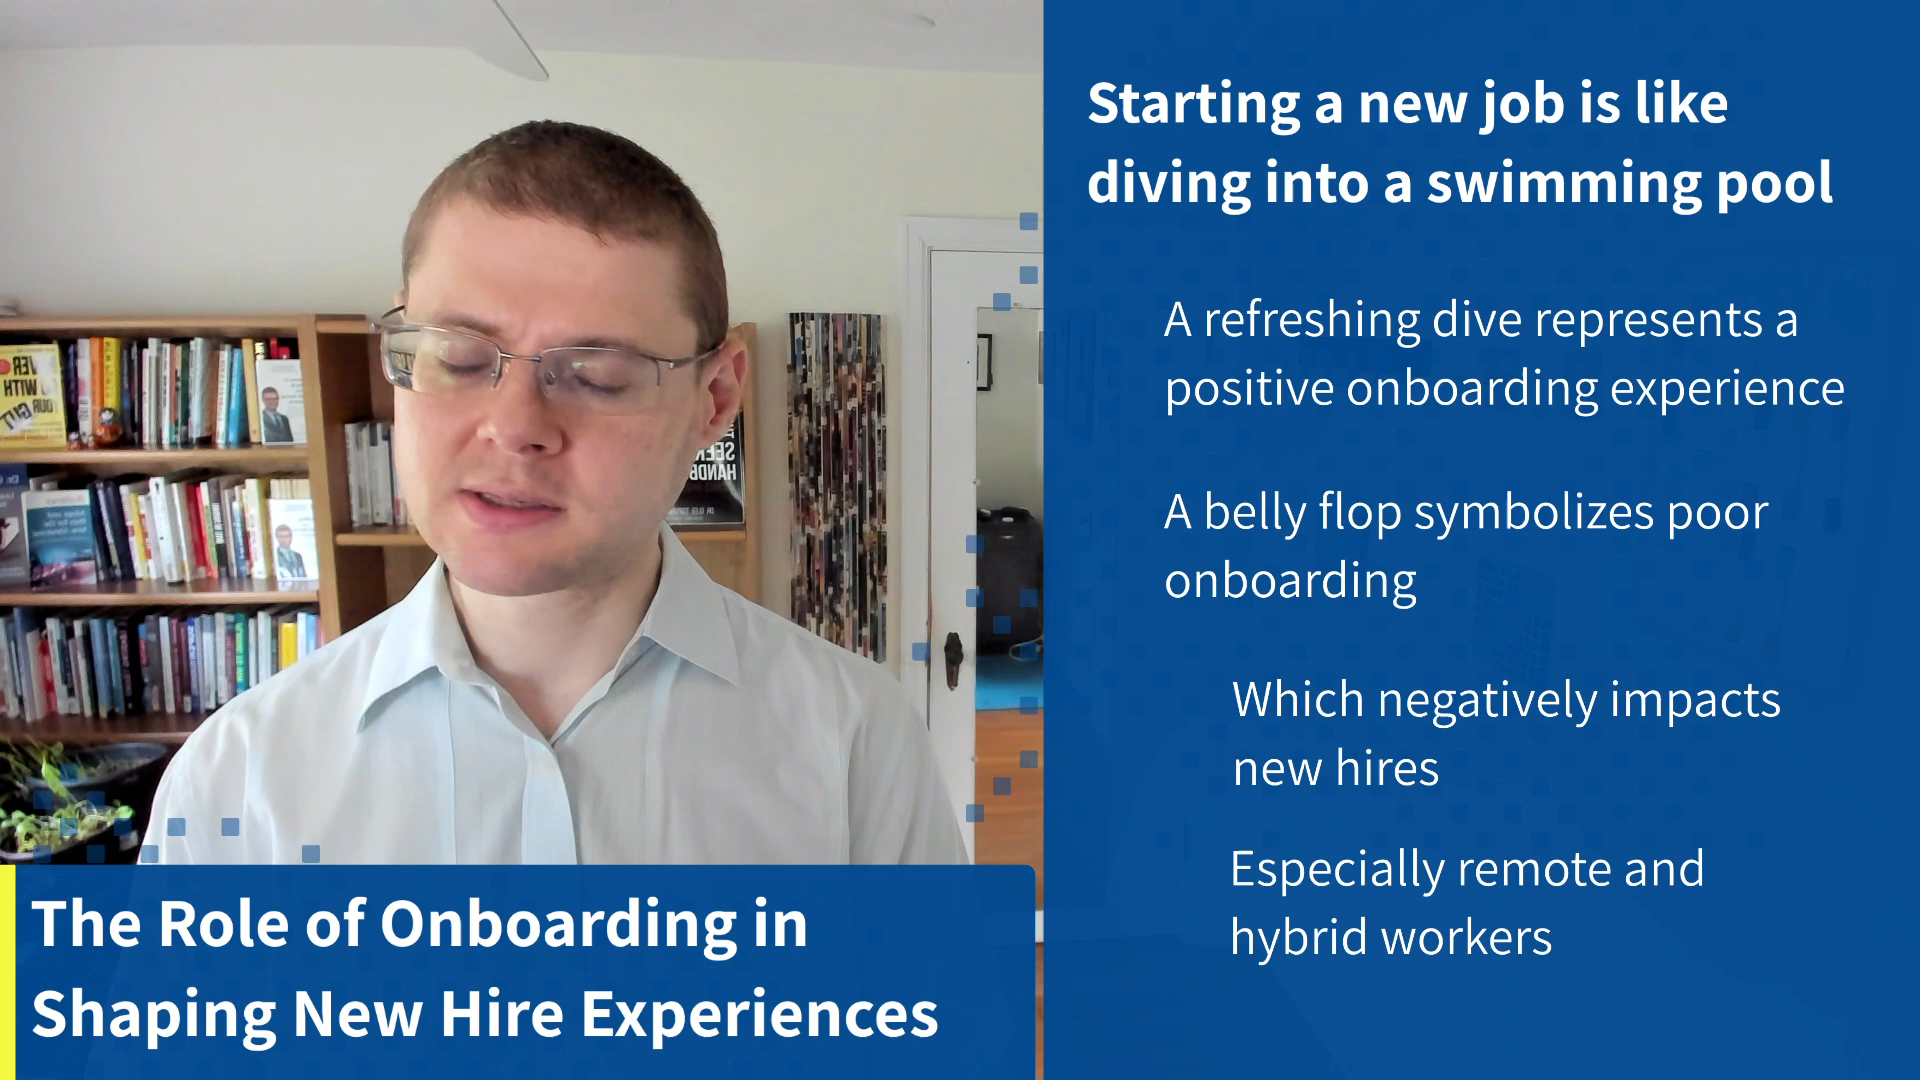 Starting a new job is like
diving into a swimming pool
A refreshing dive represents a
positive onboarding experience
A belly flop symbolizes poor
onboarding
Which negatively impacts
new hires
Especially remote and
hybrid workers
The Role of Onboarding in
Shaping New Hire Experiences